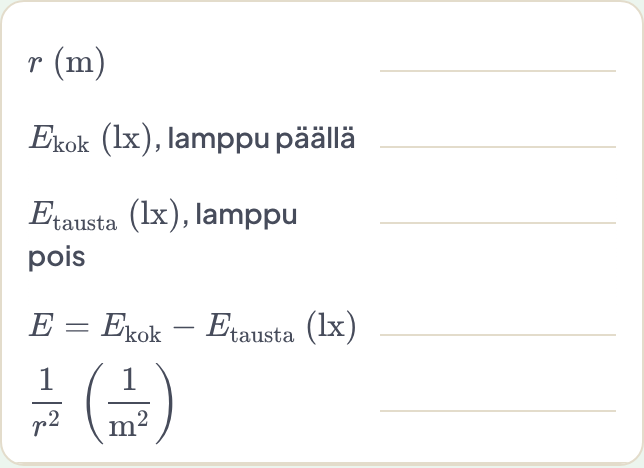 r (m)
E_kok (lx), lamppu päällä
E_tausta (lx), lamppu
pois
E = E_kok − E_tausta (lx)
1/r² (1/m²)